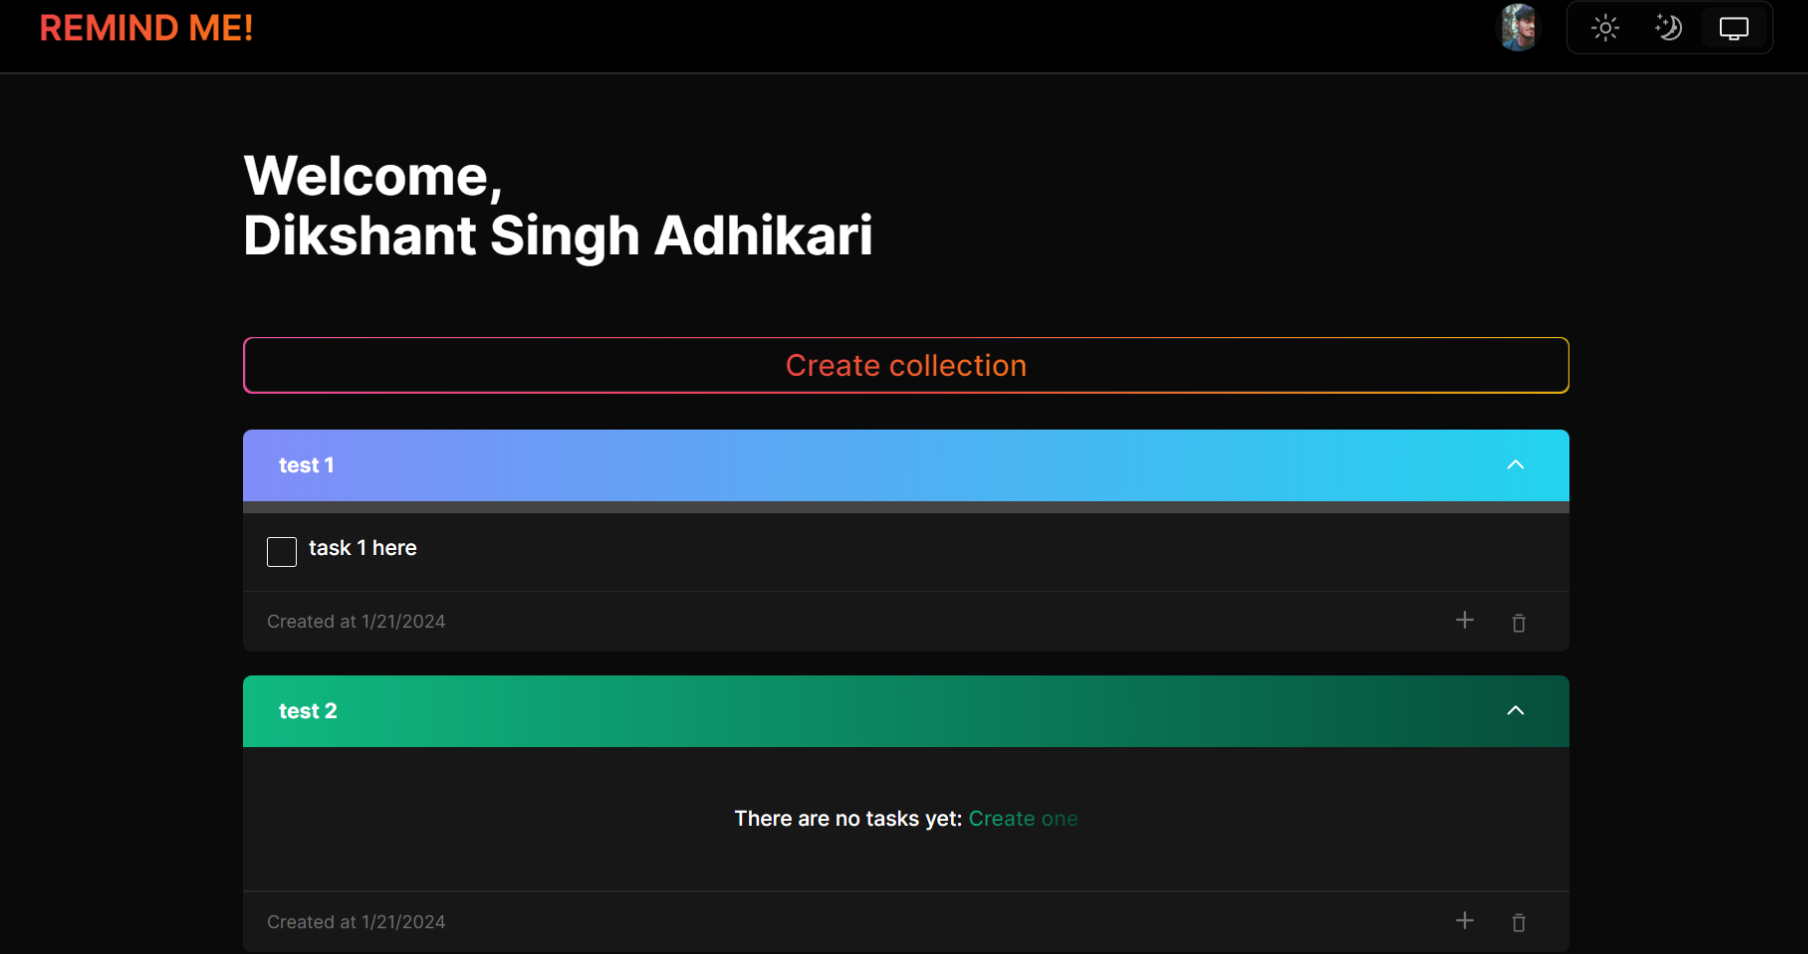 REMIND ME!
Welcome,
Dikshant Singh Adhikari
Create collection
test 1
task 1 here
Created at 1/21/2024
test 2
There are no tasks yet: Create one
Created at 1/21/2024